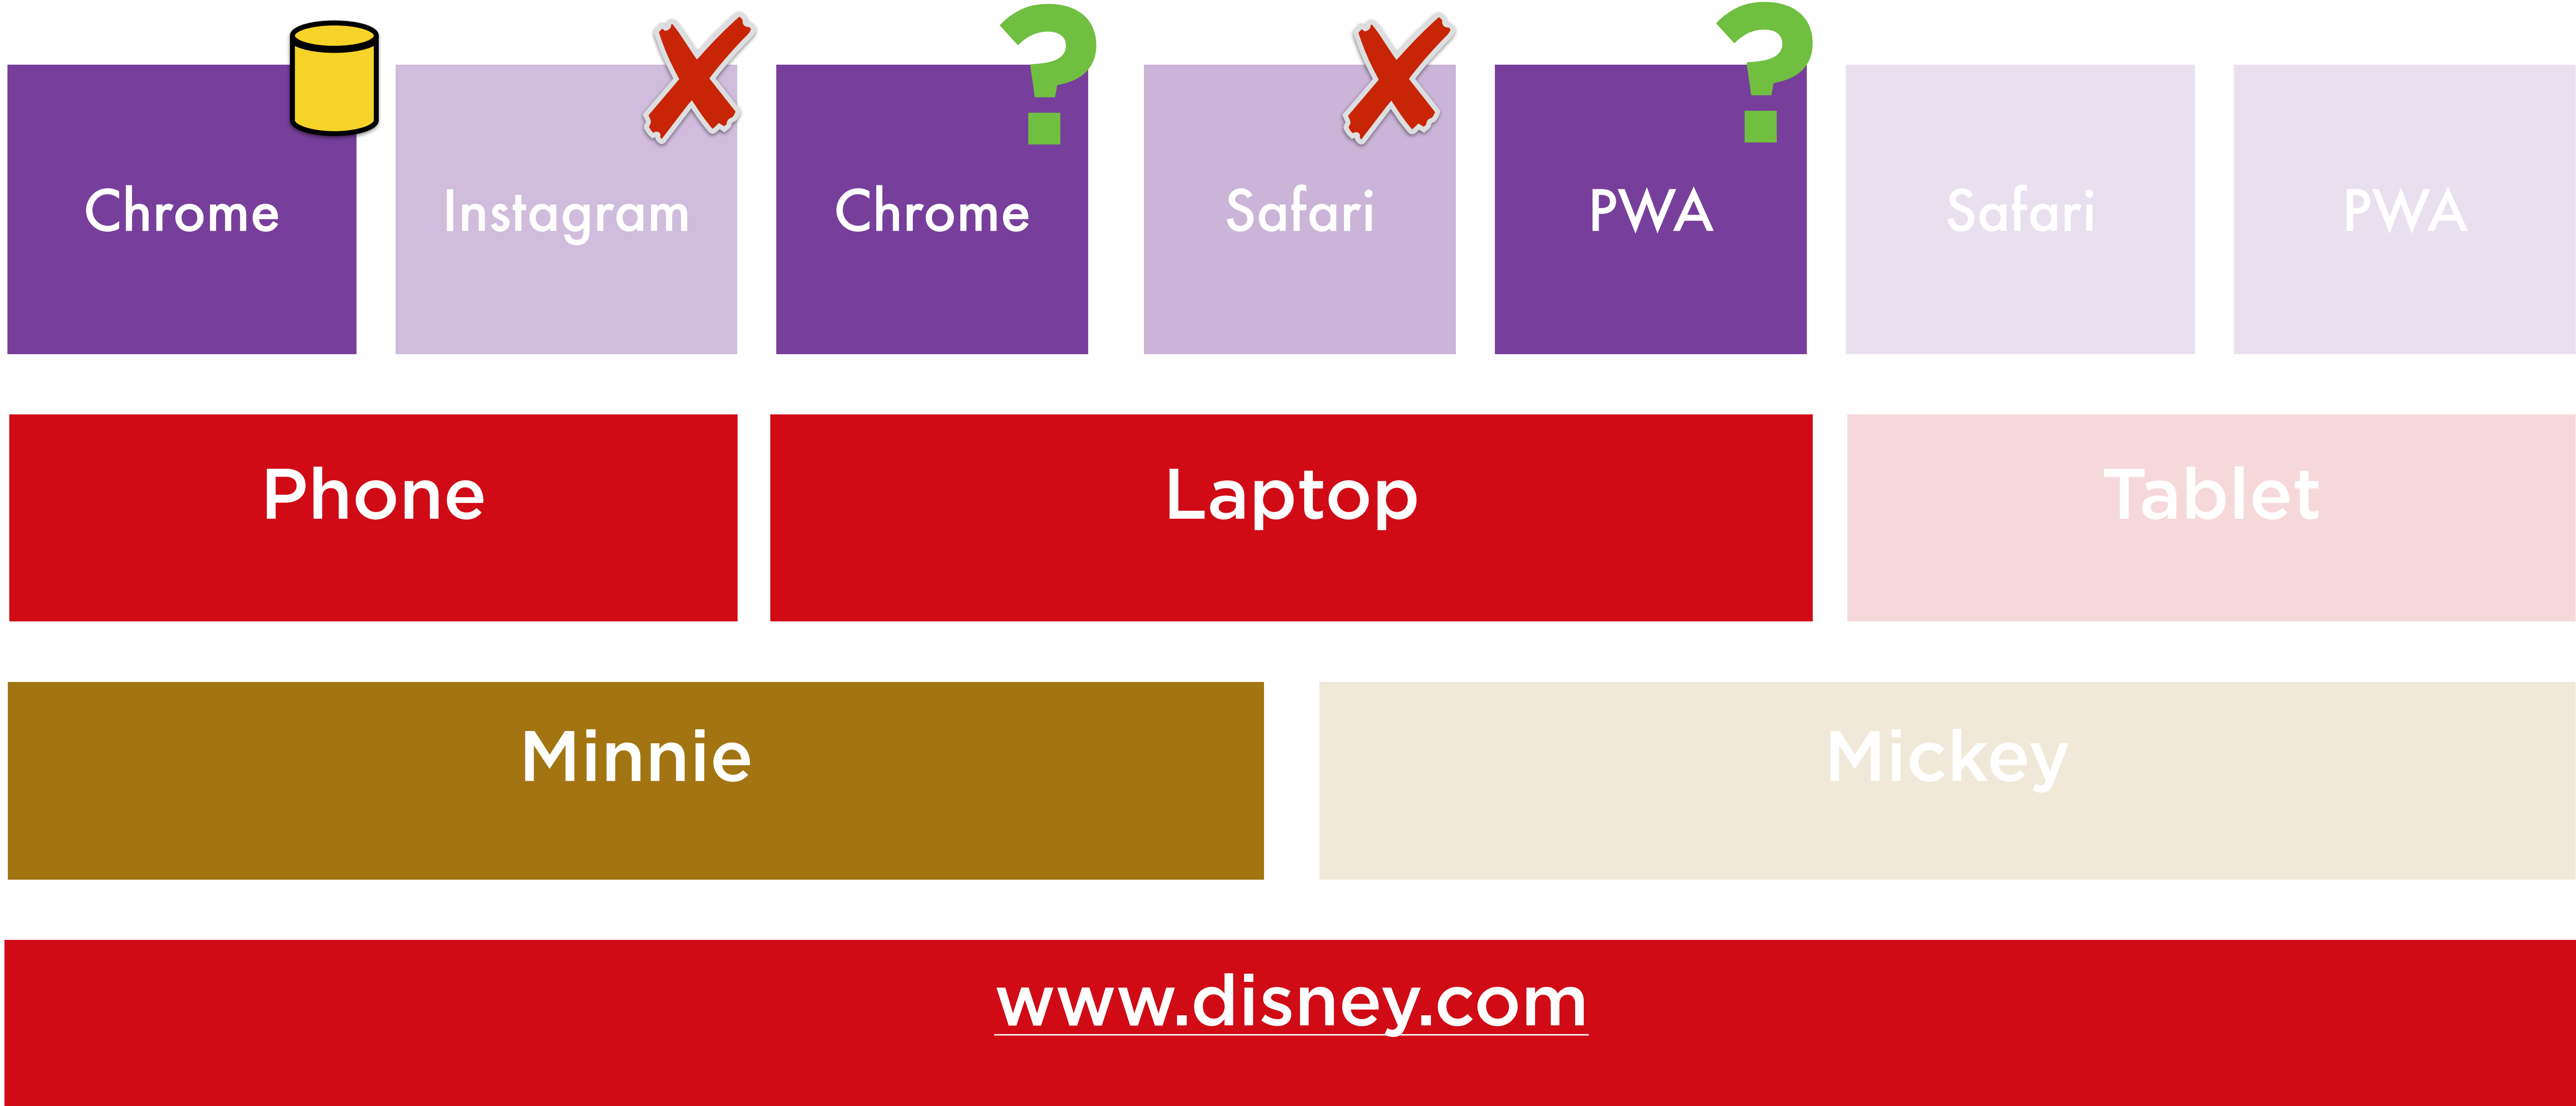 Chrome
Instagram
Chrome
Safari
PWA
Safari
PWA
Phone
Laptop
Tablet
Minnie
Mickey
www.disney.com